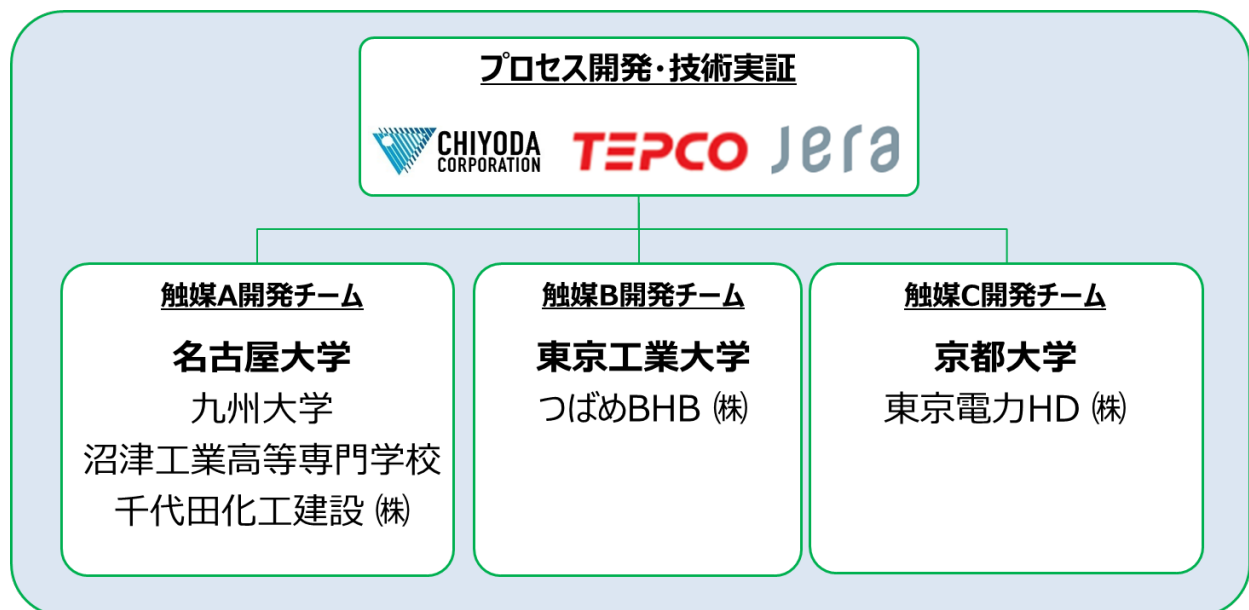 プロセス開発・技術実証
CHIYODA
CORPORATION
TEPCO
Jera
触媒A開発チーム
名古屋大学
九州大学
沼津工業高等専門学校
千代田化工建設 ㈱
触媒B開発チーム
東京工業大学
つばめBHB ㈱
触媒C開発チーム
京都大学
東京電力HD ㈱